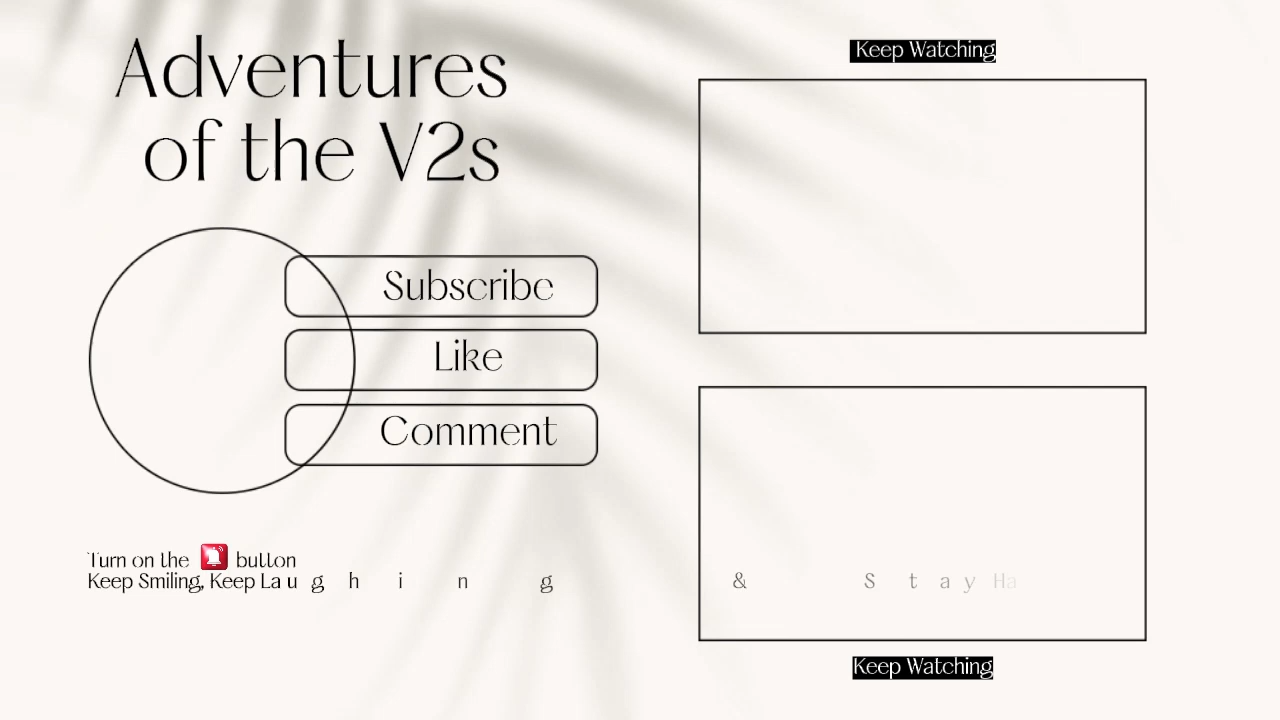 Adventures
of the V2s
Subscribe
Like
Comment
Turn on the button
Keep Smiling, Keep Laughing & Stay Ha
Keep Watching
Keep Watching